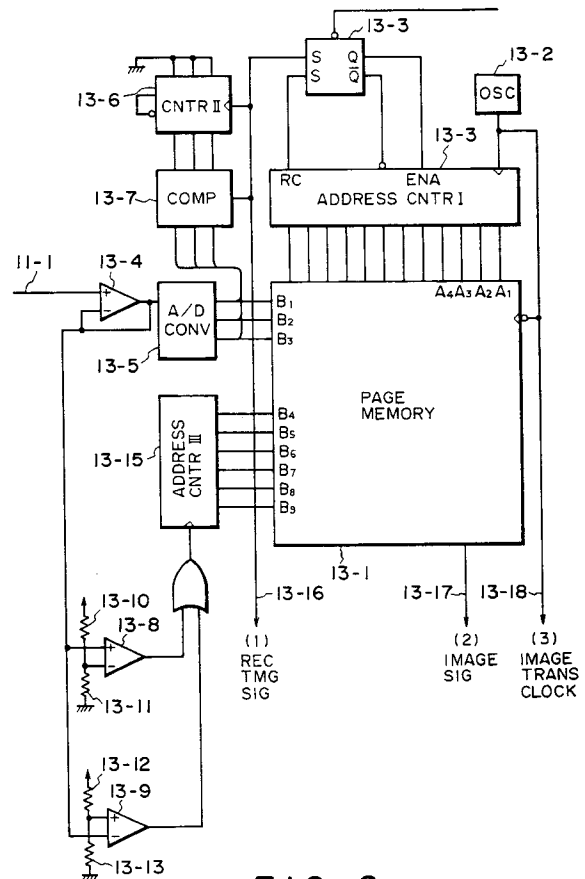 13-3
13-2
OSC
S Q
S Q̅
13-6
CNTR II
13-3
RC ENA
ADDRESS CNTR I
13-7
COMP
11-1
13-4
A/D
CONV
13-5
A4 A3 A2 A1
B1
B2
B3
PAGE
MEMORY
13-15
ADDRESS
CNTR III
B4
B5
B6
B7
B8
B9
13-1
13-16
13-17
13-18
13-10
13-8
13-11
(1)
REC
TMG
SIG
(2)
IMAGE
SIG
(3)
IMAGE
TRANS
CLOCK
13-12
13-9
13-13